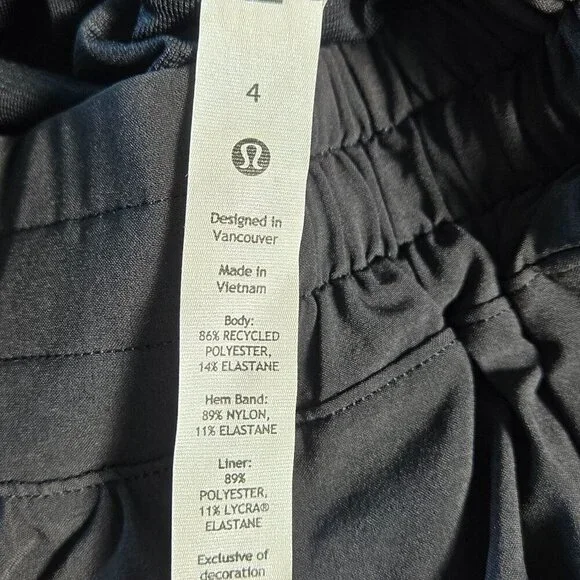 4
Designed in
Vancouver
Made in
Vietnam
Body:
86% RECYCLED
POLYESTER,
14% ELASTANE
Hem Band:
89% NYLON,
11% ELASTANE
Liner:
89%
POLYESTER,
11% LYCRA®
ELASTANE
Exclusive of
decoration